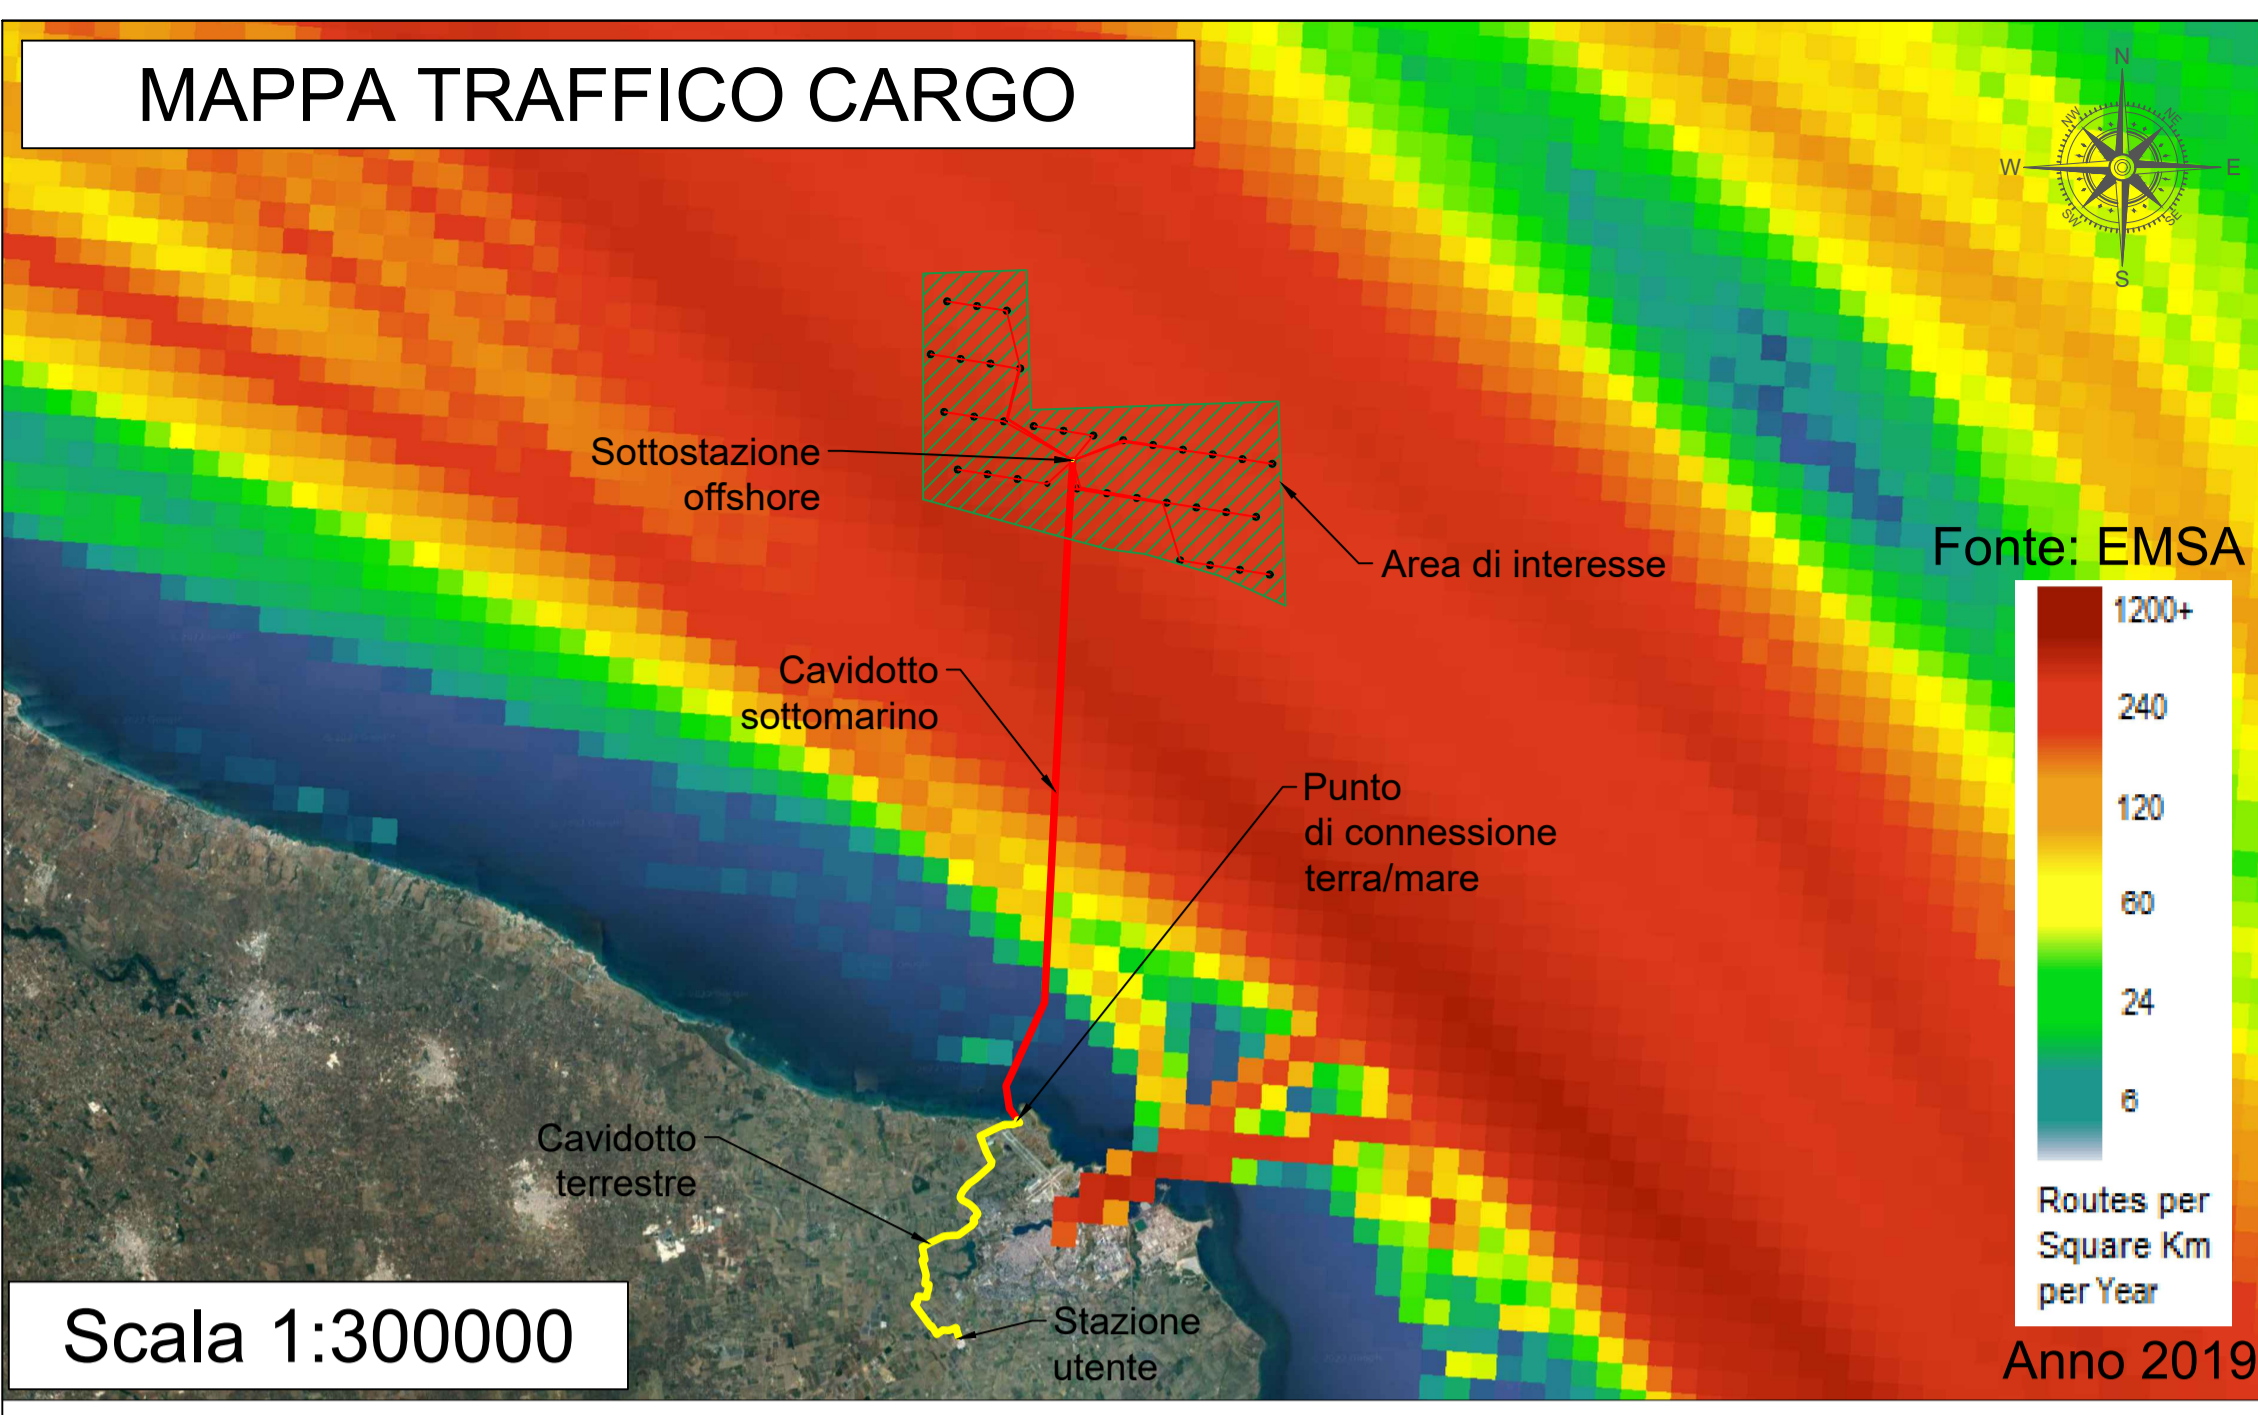 MAPPA TRAFFICO CARGO
N
NW
NE
W
E
SW
SE
S
Sottostazione
offshore
Area di interesse
Fonte: EMSA
1200+
240
120
60
24
6
Routes per
Square Km
per Year
Anno 2019
Cavidotto
sottomarino
Punto
di connessione
terra/mare
Cavidotto
terrestre
Stazione
utente
Scala 1:300000